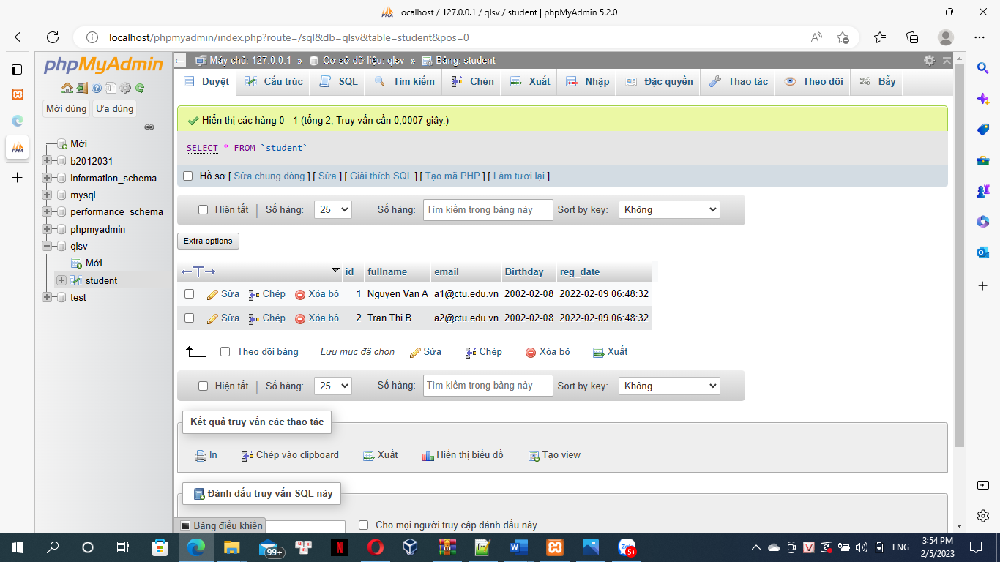 localhost / 127.0.0.1 / qlsv / student | phpMyAdmin 5.2.0
localhost/phpmyadmin/index.php?route=/sql&db=qlsv&table=student&pos=0
phpMyAdmin
Mới dùng Ưa dùng
Mới
b2012031
information_schema
mysql
performance_schema
phpmyadmin
qlsv
Mới
student
test
Máy chủ: 127.0.0.1 » Cơ sở dữ liệu: qlsv » Bảng: student
Duyệt Cấu trúc SQL Tìm kiếm Chèn Xuất Nhập Đặc quyền Thao tác Theo dõi Bẫy
Hiển thị các hàng 0 - 1 (tổng 2, Truy vấn cần 0,0007 giây.)
SELECT * FROM `student`
Hồ sơ [ Sửa chung dòng ] [ Sửa ] [ Giải thích SQL ] [ Tạo mã PHP ] [ Làm tươi lại ]
Hiện tất Số hàng: 25 Số hàng: Tìm kiếm trong bảng này Sort by key: Không
Extra options
id fullname email Birthday reg_date
Sửa Chép Xóa bỏ 1 Nguyen Van A a1@ctu.edu.vn 2002-02-08 2022-02-09 06:48:32
Sửa Chép Xóa bỏ 2 Tran Thi B a2@ctu.edu.vn 2002-02-08 2022-02-09 06:48:32
Theo dõi bảng Lưu mục đã chọn Sửa Chép Xóa bỏ Xuất
Hiện tất Số hàng: 25 Số hàng: Tìm kiếm trong bảng này Sort by key: Không
Kết quả truy vấn các thao tác
In Chép vào clipboard Xuất Hiển thị biểu đồ Tạo view
Đánh dấu truy vấn SQL này
Bảng điều khiển Cho mọi người truy cập đánh dấu này
99+
5+
ENG
3:54 PM
2/5/2023